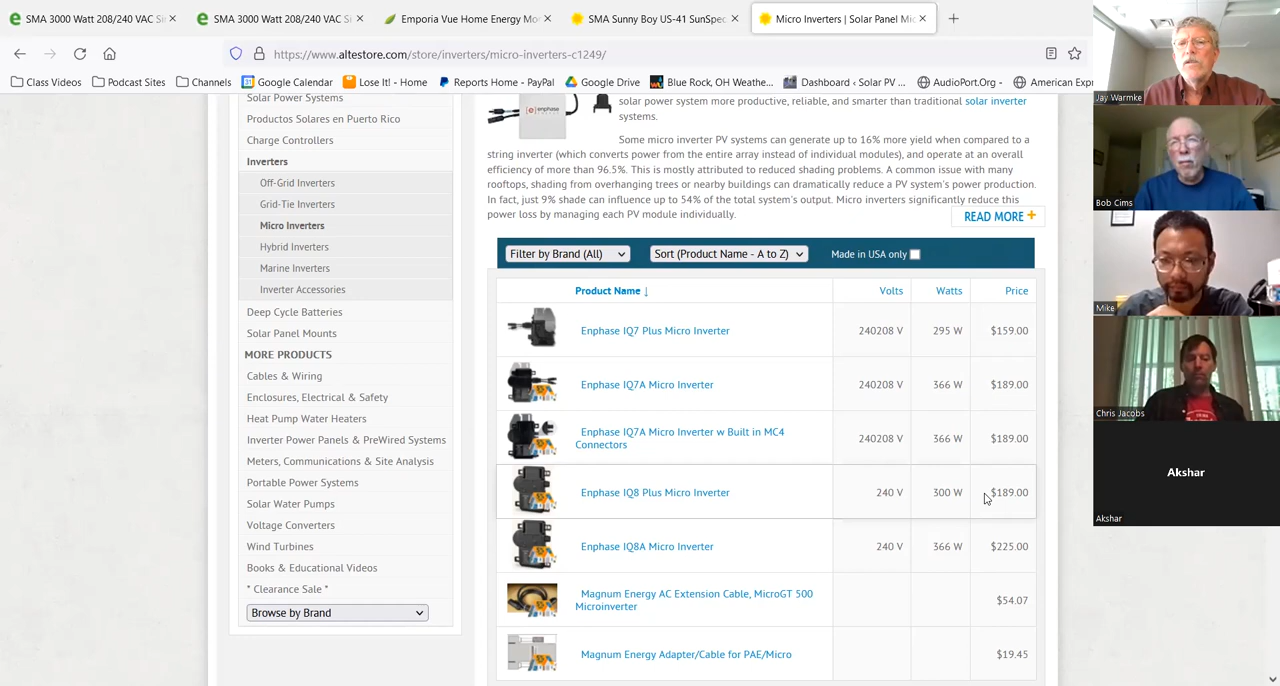 SMA 3000 Watt 208/240 VAC Si
SMA 3000 Watt 208/240 VAC Si
Emporia Vue Home Energy Mo
SMA Sunny Boy US-41 SunSpec
Micro Inverters | Solar Panel Mic
https://www.altestore.com/store/inverters/micro-inverters-c1249/
Class Videos
Podcast Sites
Channels
Google Calendar
Lose It! - Home
Reports Home - PayPal
Google Drive
Blue Rock, OH Weathe...
Dashboard ‹ Solar PV ...
AudioPort.Org -
American Expr
Solar Power Systems
Productos Solares en Puerto Rico
Charge Controllers
Inverters
Off-Grid Inverters
Grid-Tie Inverters
Micro Inverters
Hybrid Inverters
Marine Inverters
Inverter Accessories
Deep Cycle Batteries
Solar Panel Mounts
MORE PRODUCTS
Cables & Wiring
Enclosures, Electrical & Safety
Heat Pump Water Heaters
Inverter Power Panels & PreWired Systems
Meters, Communications & Site Analysis
Portable Power Systems
Solar Water Pumps
Voltage Converters
Wind Turbines
Books & Educational Videos
* Clearance Sale *
Browse by Brand
enphase
solar power system more productive, reliable, and smarter than traditional solar inverter
systems.
Some micro inverter PV systems can generate up to 16% more yield when compared to a
string inverter (which converts power from the entire array instead of individual modules), and operate at an overall
efficiency of more than 96.5%. This is mostly attributed to reduced shading problems. A common issue with many
rooftops, shading from overhanging trees or nearby buildings can dramatically reduce a PV system's power production.
In fact, just 9% shade can influence up to 54% of the total system's output. Micro inverters significantly reduce this
power loss by managing each PV module individually.
READ MORE +
Filter by Brand (All)
Sort (Product Name - A to Z)
Made in USA only
Product Name ↓ Volts Watts Price
Enphase IQ7 Plus Micro Inverter 240208 V 295 W $159.00
Enphase IQ7A Micro Inverter 240208 V 366 W $189.00
Enphase IQ7A Micro Inverter w Built in MC4
Connectors 240208 V 366 W $189.00
Enphase IQ8 Plus Micro Inverter 240 V 300 W $189.00
Enphase IQ8A Micro Inverter 240 V 366 W $225.00
Magnum Energy AC Extension Cable, MicroGT 500
Microinverter $54.07
Magnum Energy Adapter/Cable for PAE/Micro $19.45
Jay Warmke
Bob Cims
Mike
Chris Jacobs
Akshar
Akshar